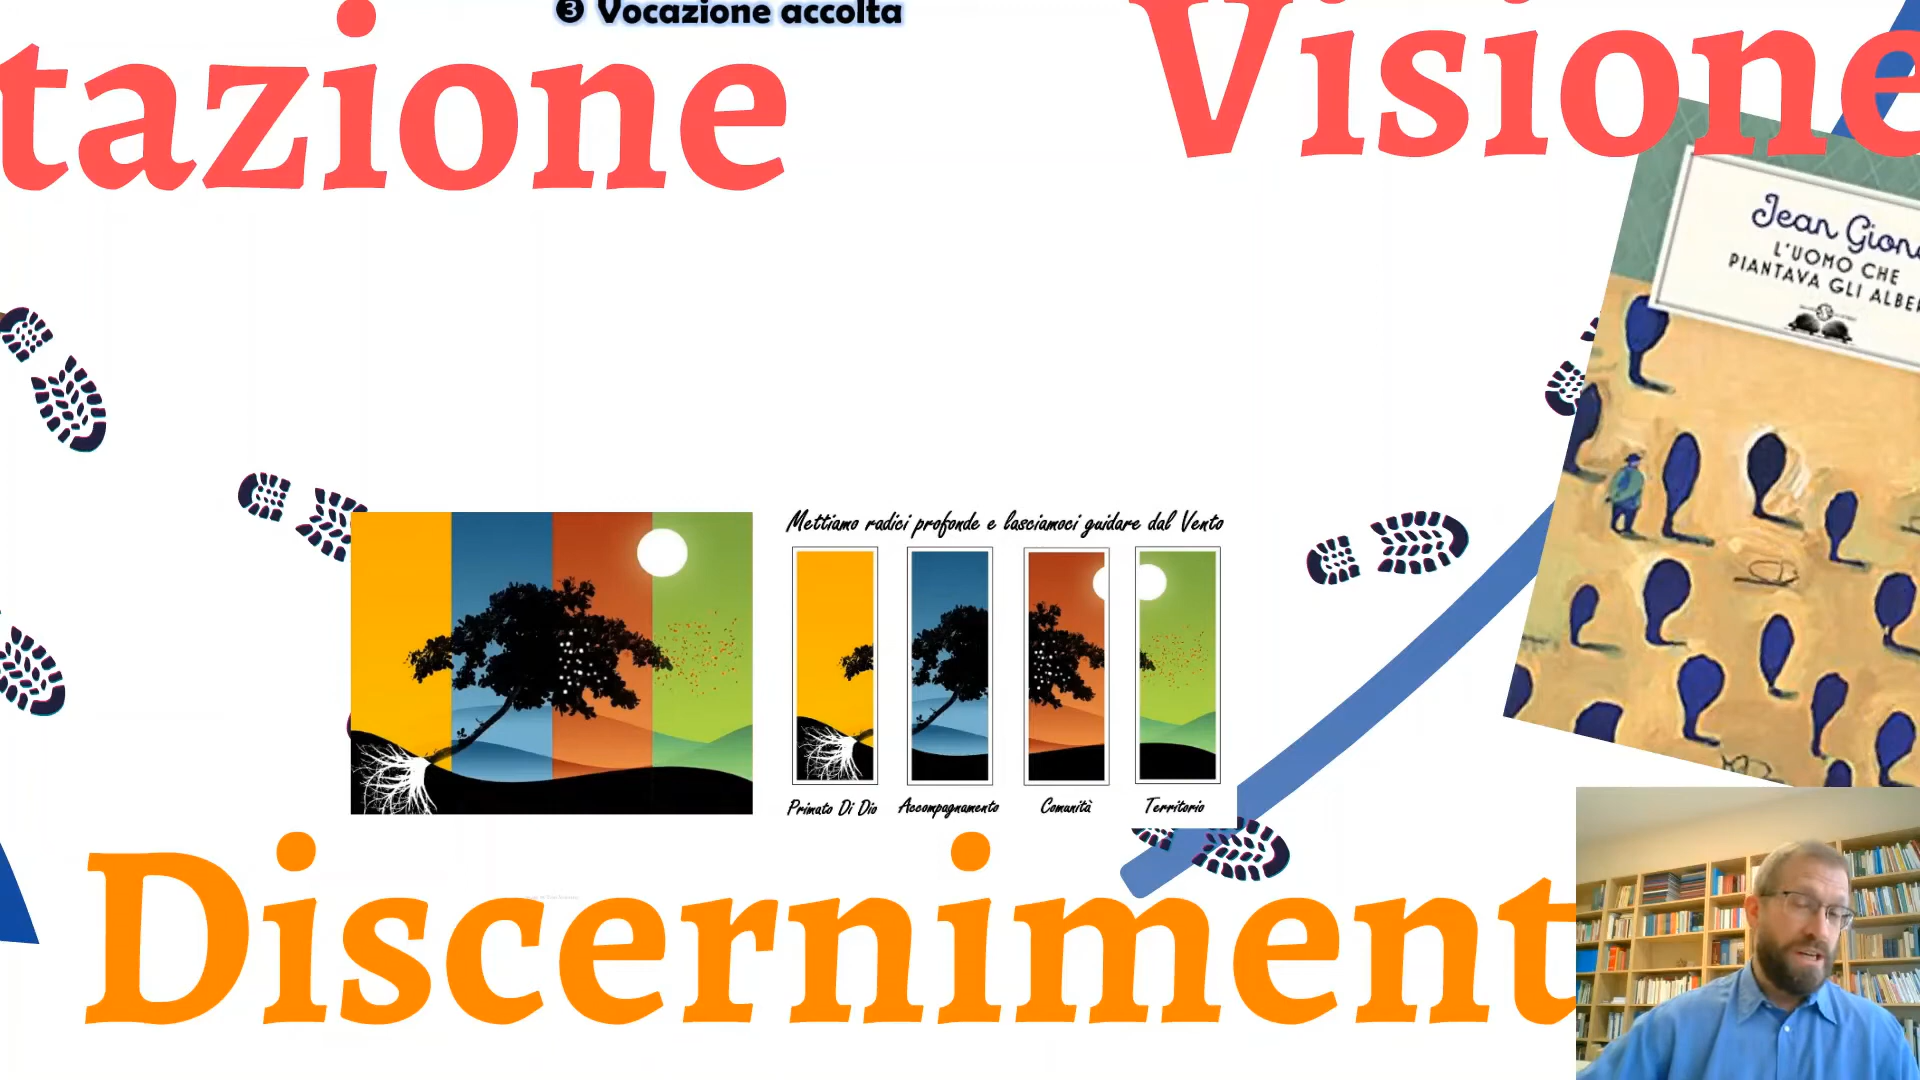 ❸ Vocazione accolta
tazione
Visione
Jean Giono
L'UOMO CHE
PIANTAVA GLI ALBER
Mettiamo radici profonde e lasciamoci guidare dal Vento
Primato Di Dio
Accompagnamento
Comunità
Territorio
Discerniment